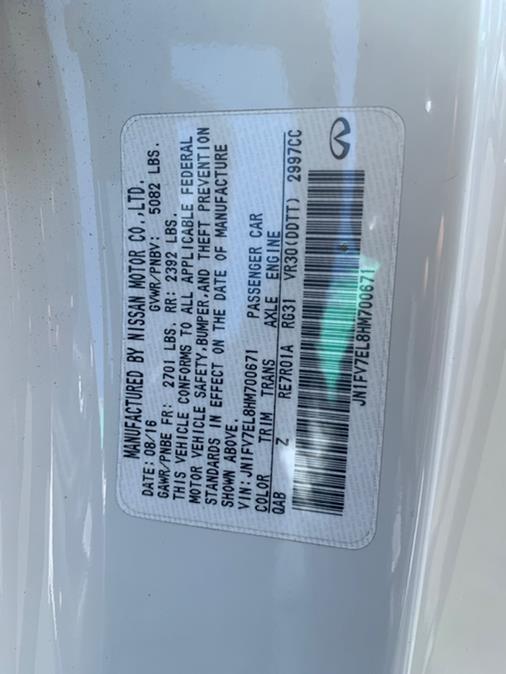 MANUFACTURED BY NISSAN MOTOR CO.,LTD.
DATE: 08/16 GVWR/PNBV: 5082 LBS.
GAWR/PNBE FR: 2701 LBS. RR: 2392 LBS.
THIS VEHICLE CONFORMS TO ALL APPLICABLE FEDERAL
MOTOR VEHICLE SAFETY,BUMPER,AND THEFT PREVENTION
STANDARDS IN EFFECT ON THE DATE OF MANUFACTURE
SHOWN ABOVE.
VIN: JN1FV7EL8HM700671 PASSENGER CAR
COLOR TRIM TRANS AXLE ENGINE
QAB Z RE7R01A RG31 VR30(DDTT) 2997CC
JN1FV7EL8HM700671